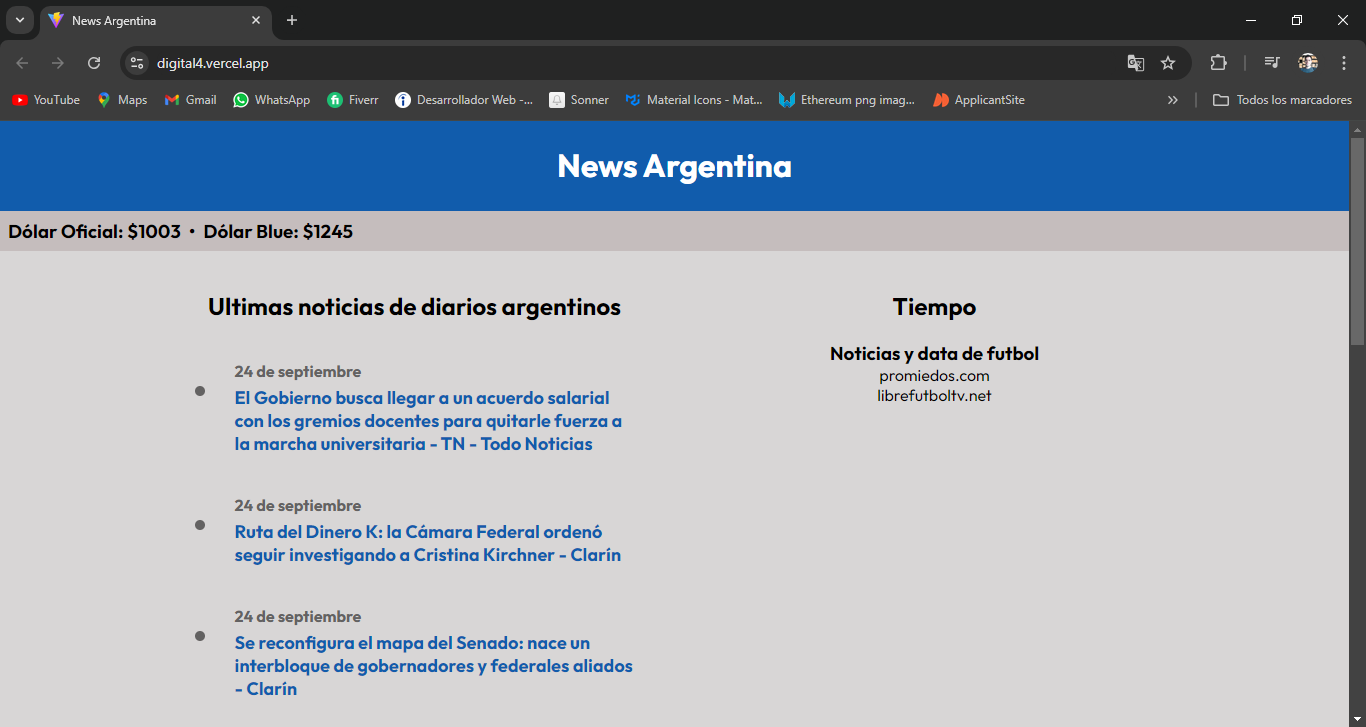 News Argentina
digital4.vercel.app
YouTube
Maps
Gmail
WhatsApp
Fiverr
Desarrollador Web -...
Sonner
Material Icons - Mat...
Ethereum png imag...
ApplicantSite
Todos los marcadores
News Argentina
Dólar Oficial: $1003 • Dólar Blue: $1245
Ultimas noticias de diarios argentinos
24 de septiembre
El Gobierno busca llegar a un acuerdo salarial
con los gremios docentes para quitarle fuerza a
la marcha universitaria - TN - Todo Noticias
24 de septiembre
Ruta del Dinero K: la Cámara Federal ordenó
seguir investigando a Cristina Kirchner - Clarín
24 de septiembre
Se reconfigura el mapa del Senado: nace un
interbloque de gobernadores y federales aliados
- Clarín
Tiempo
Noticias y data de futbol
promiedos.com
librefutboltv.net